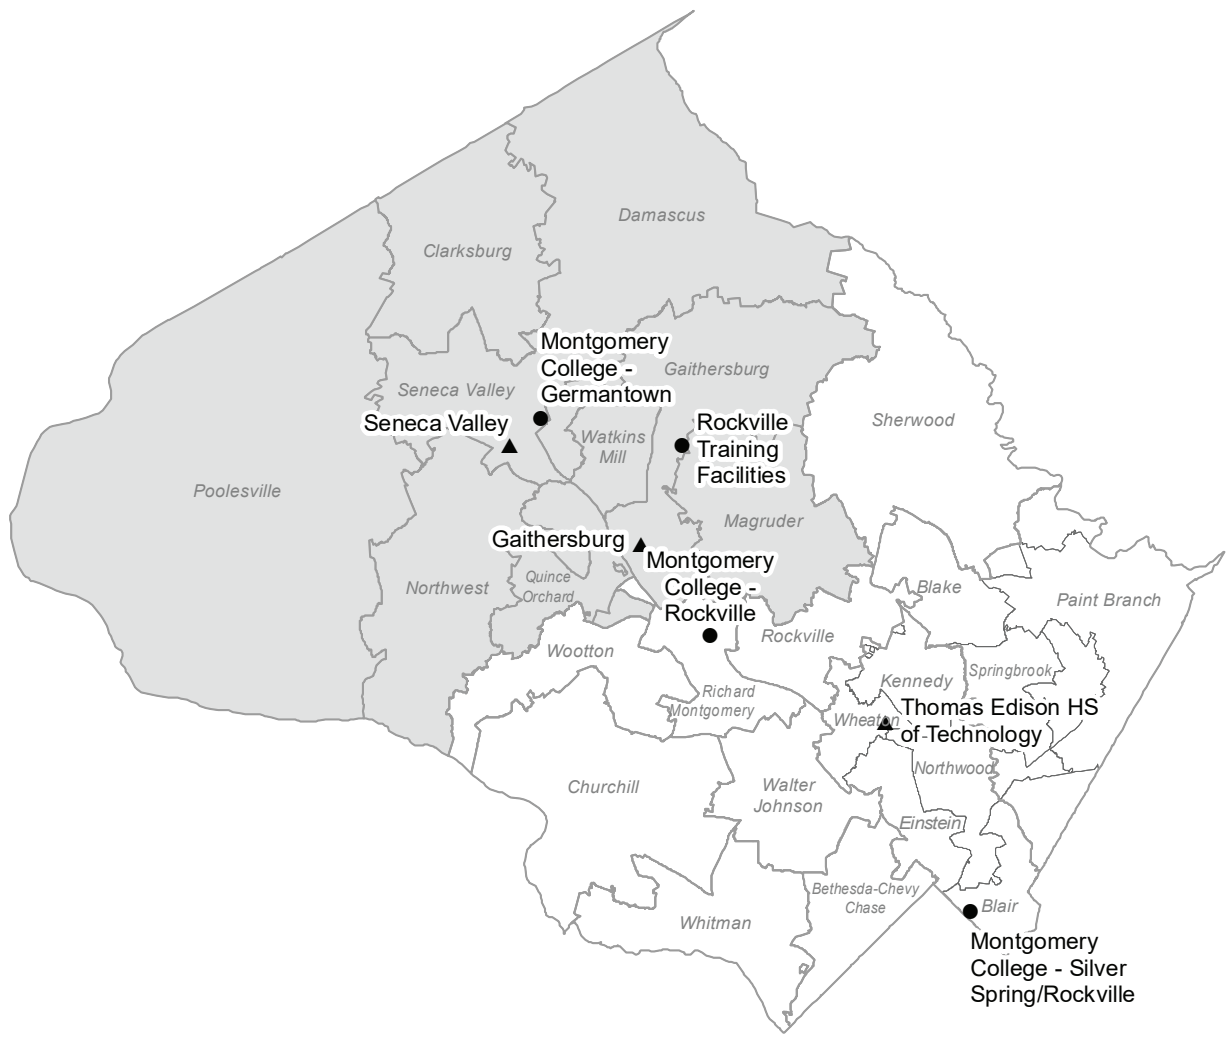 Damascus
Clarksburg
Montgomery
College -
Germantown
Gaithersburg
Seneca Valley
Seneca Valley
Sherwood
Rockville
Training
Facilities
Watkins
Mill
Poolesville
Magruder
Gaithersburg
Montgomery
College -
Rockville
Northwest
Quince
Orchard
Blake
Paint Branch
Rockville
Wootton
Springbrook
Kennedy
Richard
Montgomery
Wheaton
Thomas Edison HS
of Technology
Northwood
Churchill
Walter
Johnson
Einstein
Bethesda-Chevy
Chase
Blair
Whitman
Montgomery
College - Silver
Spring/Rockville